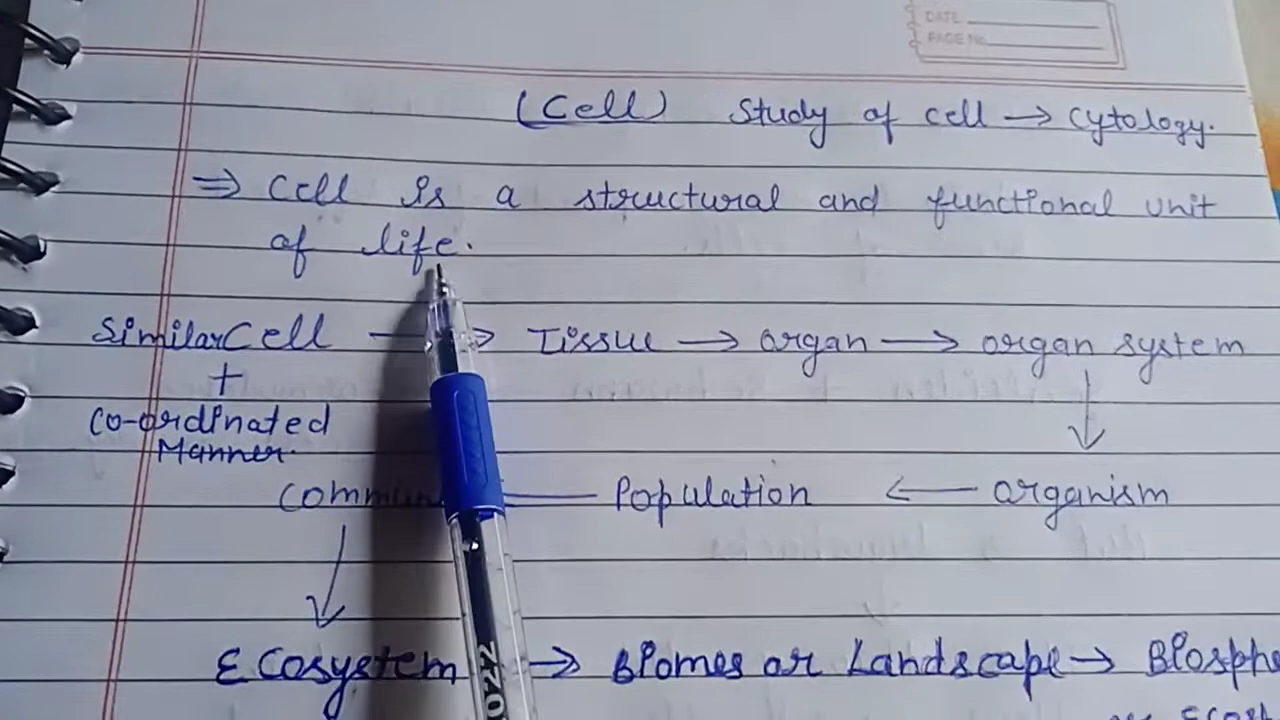 DATE
PAGE No.
(Cell) Study of cell → Cytology.
⇒ Cell is a structural and functional unit
of life.
Similar Cell → Tissue → organ → organ system
+
Co-ordinated
Manner.
Population ← organism
Ecosystem → Biomes or Landscape →